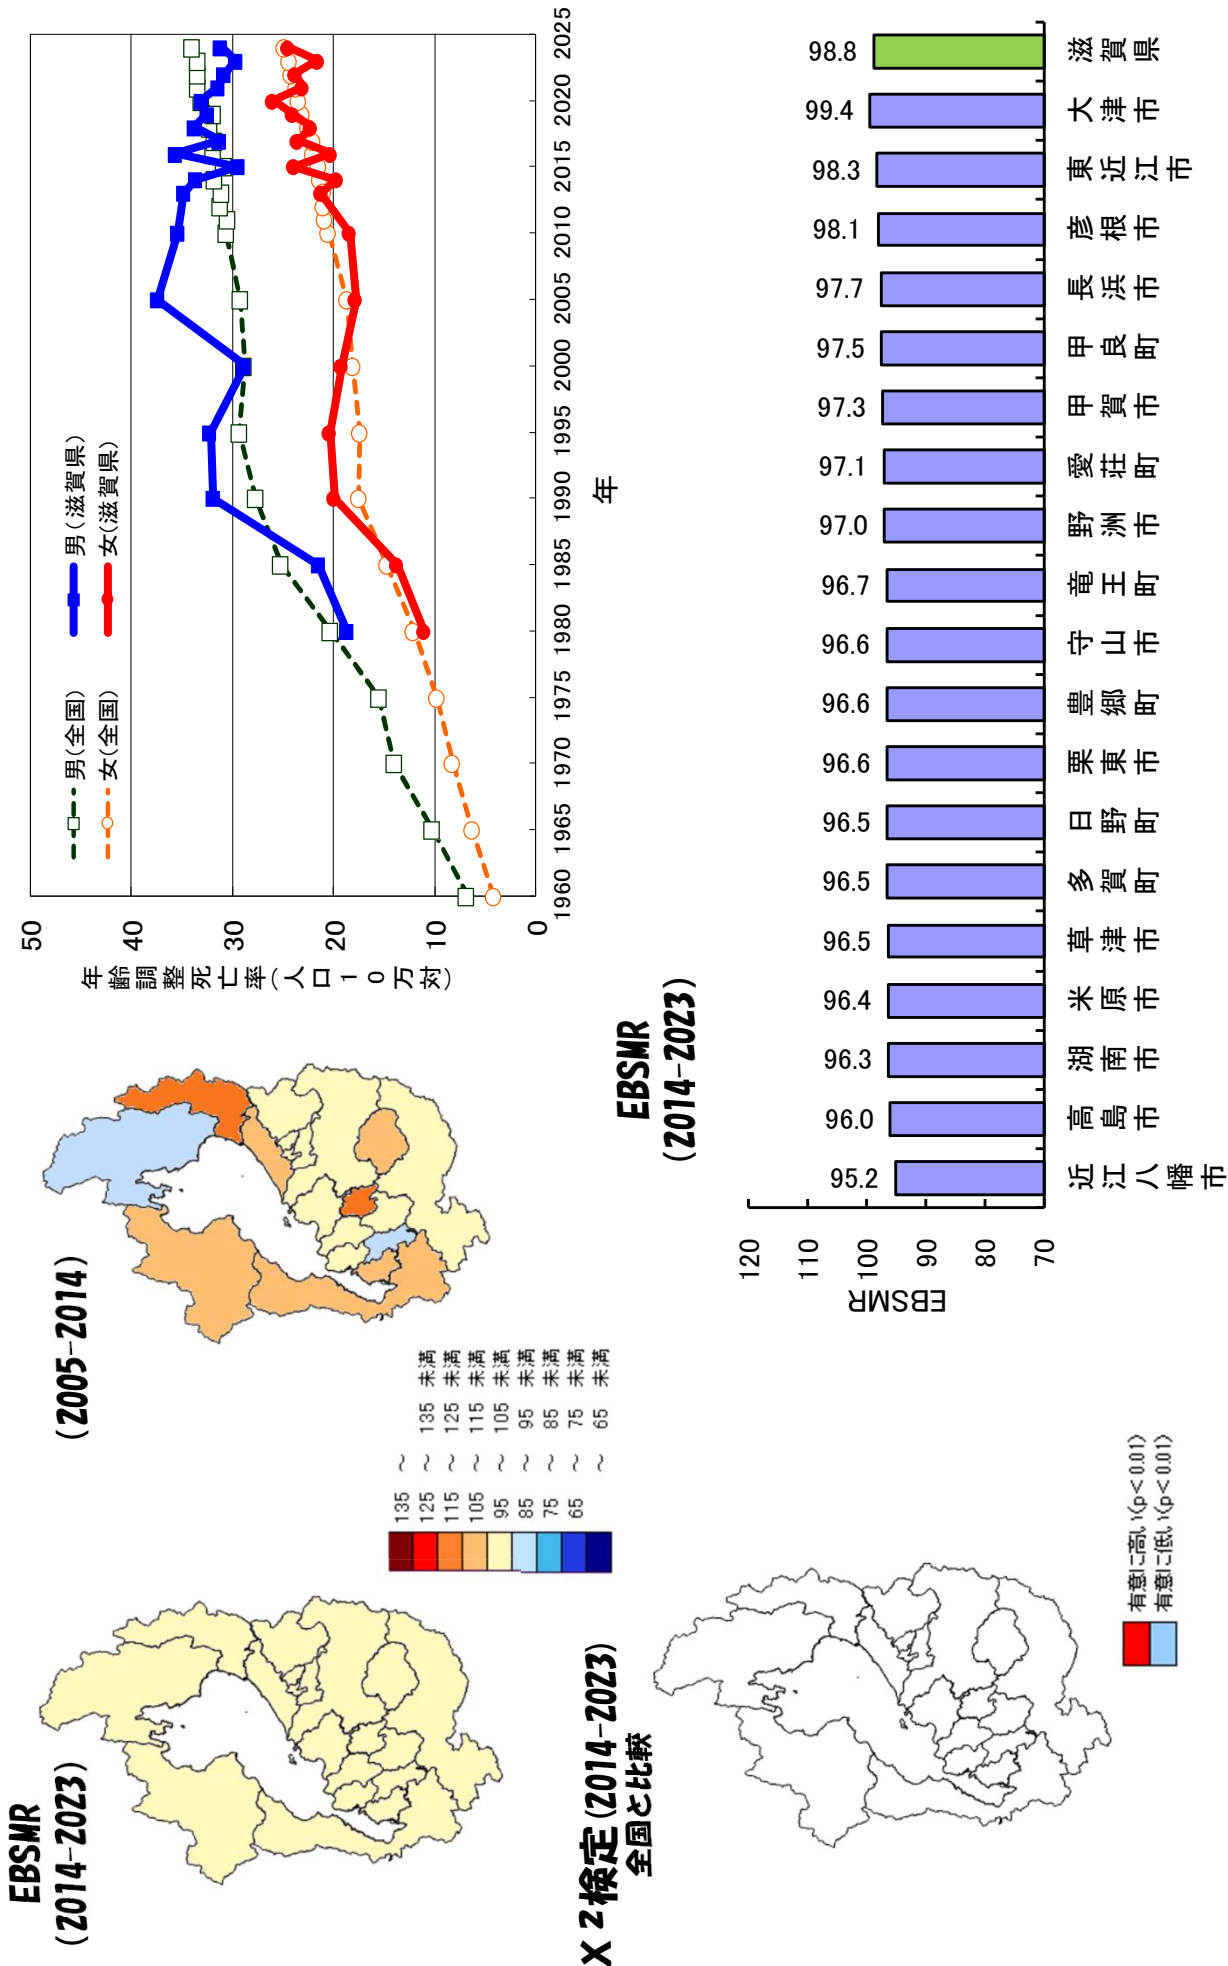 EBSMR
(2014-2023)
(2005-2014)
135 ～
125 ～ 135 未満
115 ～ 125 未満
105 ～ 115 未満
95 ～ 105 未満
85 ～ 95 未満
75 ～ 85 未満
65 ～ 75 未満
～ 65 未満
年齢調整死亡率(人口１０万対)
50
40
30
20
10
0
男(全国)
男(滋賀県)
女(全国)
女(滋賀県)
1960 1965 1970 1975 1980 1985 1990 1995 2000 2005 2010 2015 2020 2025
年
X 2検定(2014-2023)
全国と比較
有意に高い(p<0.01)
有意に低い(p<0.01)
EBSMR
(2014-2023)
EBSMR
120
110
100
90
80
70
95.2 96.0 96.3 96.4 96.5 96.5 96.5 96.6 96.6 96.6 96.7 97.0 97.1 97.3 97.5 97.7 98.1 98.3 99.4 98.8
近江八幡市
高島市
湖南市
米原市
草津市
多賀町
日野町
栗東市
豊郷町
守山市
竜王町
野洲市
愛荘町
甲賀市
甲良町
長浜市
彦根市
東近江市
大津市
滋賀県